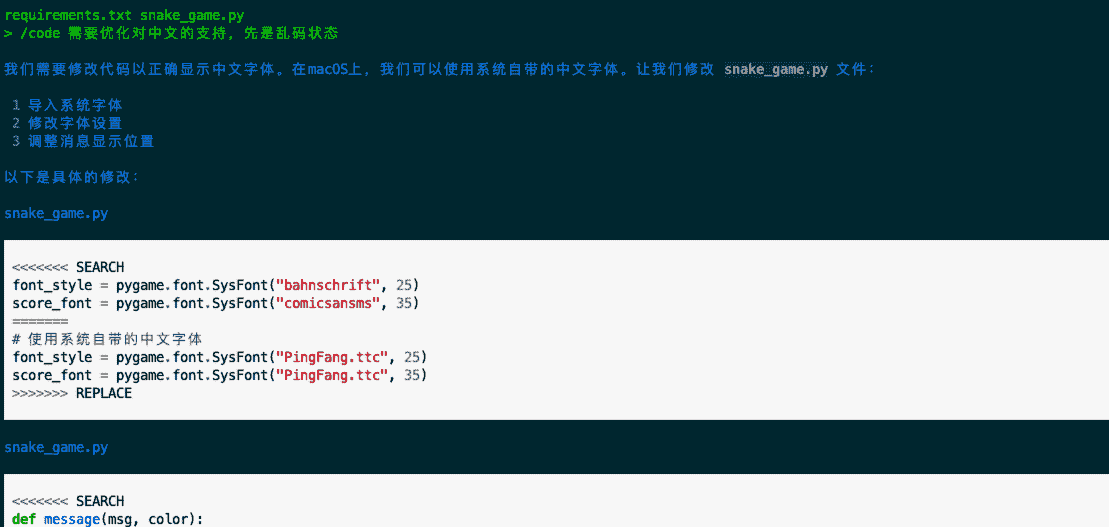 requirements.txt snake_game.py
> /code 需要优化对中文的支持，先是乱码状态
我们需要修改代码以正确显示中文字体。在macOS上，我们可以使用系统自带的中文字体。让我们修改 snake_game.py 文件：
1 导入系统字体
2 修改字体设置
3 调整消息显示位置
以下是具体的修改：
snake_game.py
<<<<<<< SEARCH
font_style = pygame.font.SysFont("bahnschrift", 25)
score_font = pygame.font.SysFont("comicsansms", 35)
=======
# 使用系统自带的中文字体
font_style = pygame.font.SysFont("PingFang.ttc", 25)
score_font = pygame.font.SysFont("PingFang.ttc", 35)
>>>>>>> REPLACE
snake_game.py
<<<<<<< SEARCH
def message(msg, color):